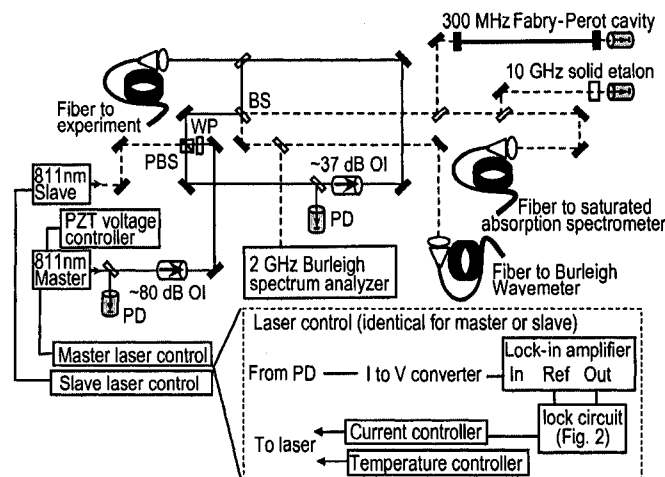 300 MHz Fabry-Perot cavity
10 GHz solid etalon
Fiber to
experiment
BS
WP
PBS
~37 dB OI
811nm
Slave
PD
Fiber to saturated
absorption spectrometer
PZT voltage
controller
811nm
Master
~80 dB OI
PD
2 GHz Burleigh
spectrum analyzer
Fiber to Burleigh
Wavemeter
Master laser control
Slave laser control
Laser control (identical for master or slave)
Lock-in amplifier
In Ref Out
From PD
I to V converter
lock circuit
(Fig. 2)
To laser
Current controller
Temperature controller